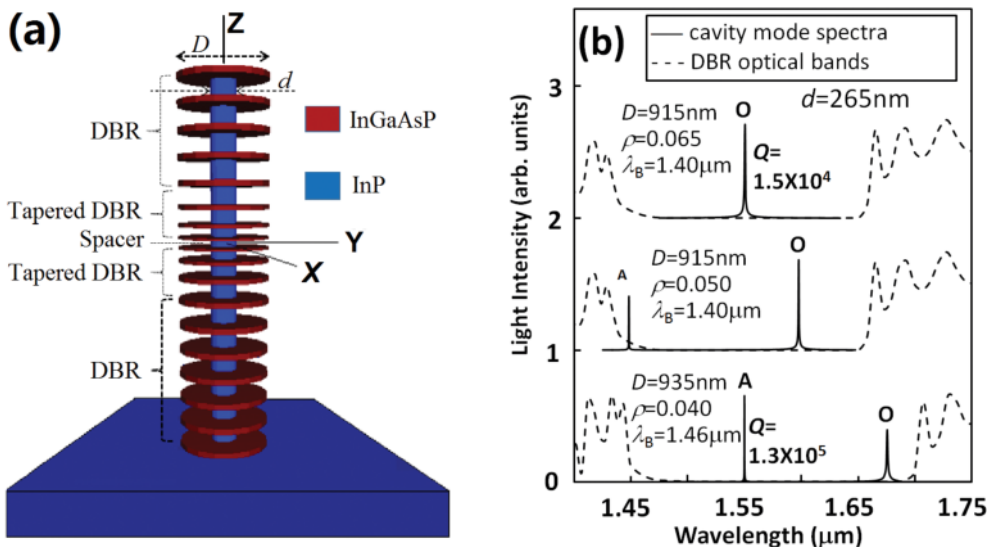 (a)
Z
D
d
DBR
InGaAsP
InP
Tapered DBR
Spacer
Y
X
Tapered DBR
DBR
(b)
cavity mode spectra
DBR optical bands
3
d=265nm
D=915nm
ρ=0.065
λB=1.40μm
O
Q=
1.5X10⁴
2
D=915nm
ρ=0.050
λB=1.40μm
A
O
1
D=935nm
ρ=0.040
λB=1.46μm
A
Q=
1.3X10⁵
O
0
Light Intensity (arb. units)
1.45 1.55 1.65 1.75
Wavelength (μm)